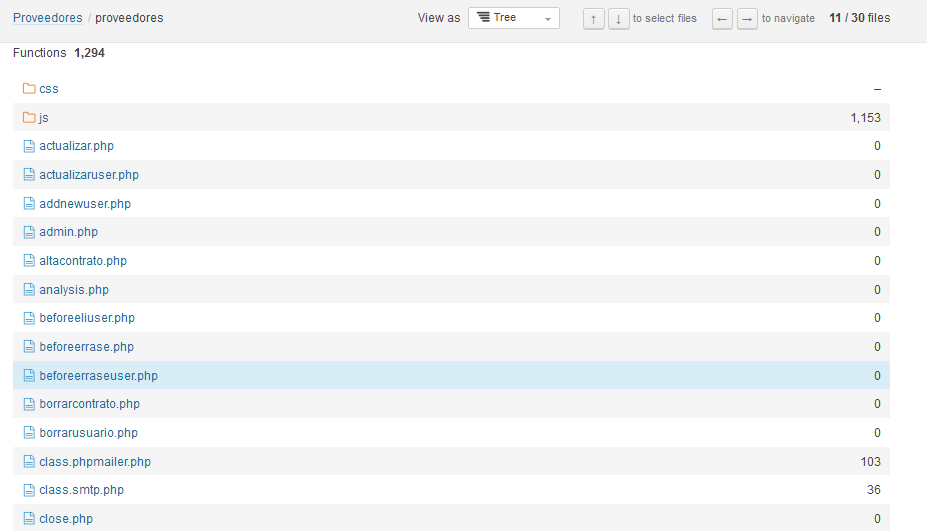 Proveedores / proveedores View as Tree ↑ ↓ to select files ← → to navigate 11 / 30 files
Functions 1,294
css –
js 1,153
actualizar.php 0
actualizaruser.php 0
addnewuser.php 0
admin.php 0
altacontrato.php 0
analysis.php 0
beforeeliuser.php 0
beforeerrase.php 0
beforeerraseuser.php 0
borrarcontrato.php 0
borrarusuario.php 0
class.phpmailer.php 103
class.smtp.php 36
close.php 0